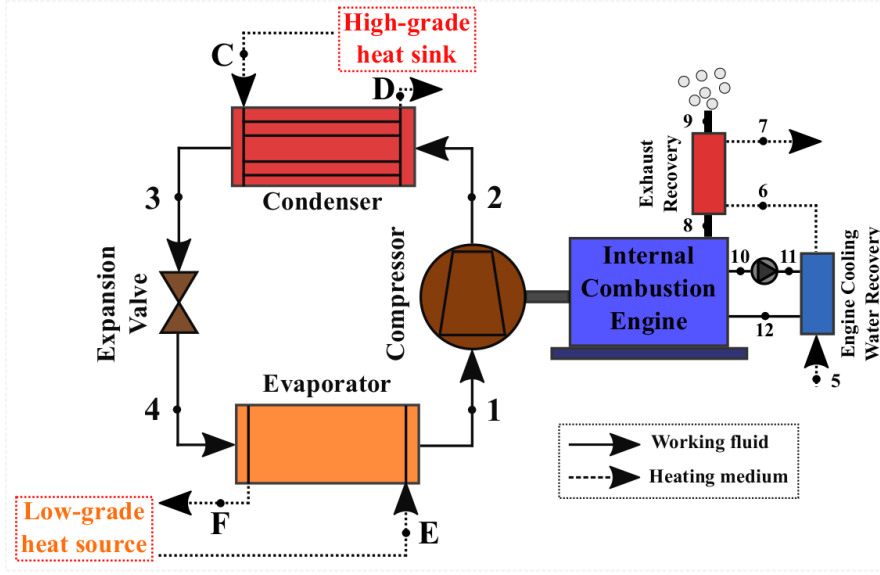 High-grade
heat sink
C
D
9
7
Exhaust
Recovery
6
8
Condenser
3
2
Compressor
Internal
Combustion
Engine
10
11
12
Engine Cooling
Water Recovery
5
Expansion
Valve
Evaporator
4
1
Working fluid
Heating medium
Low-grade
heat source
F
E